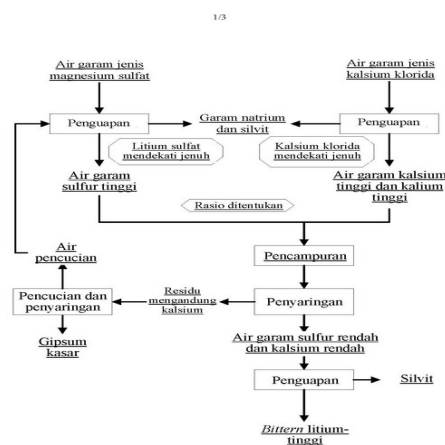 1/3
Air garam jenis
magnesium sulfat
Air garam jenis
kalsium klorida
Penguapan
Garam natrium
dan silvit
Penguapan
Litium sulfat
mendekati jenuh
Kalsium klorida
mendekati jenuh
Air garam
sulfur tinggi
Air garam kalsium
tinggi dan kalium
tinggi
Rasio ditentukan
Air
pencucian
Pencampuran
Pencucian dan
penyaringan
Residu
mengandung
kalsium
Penyaringan
Gipsum
kasar
Air garam sulfur rendah
dan kalsium rendah
Penguapan
Silvit
Bittern litium-
tinggi